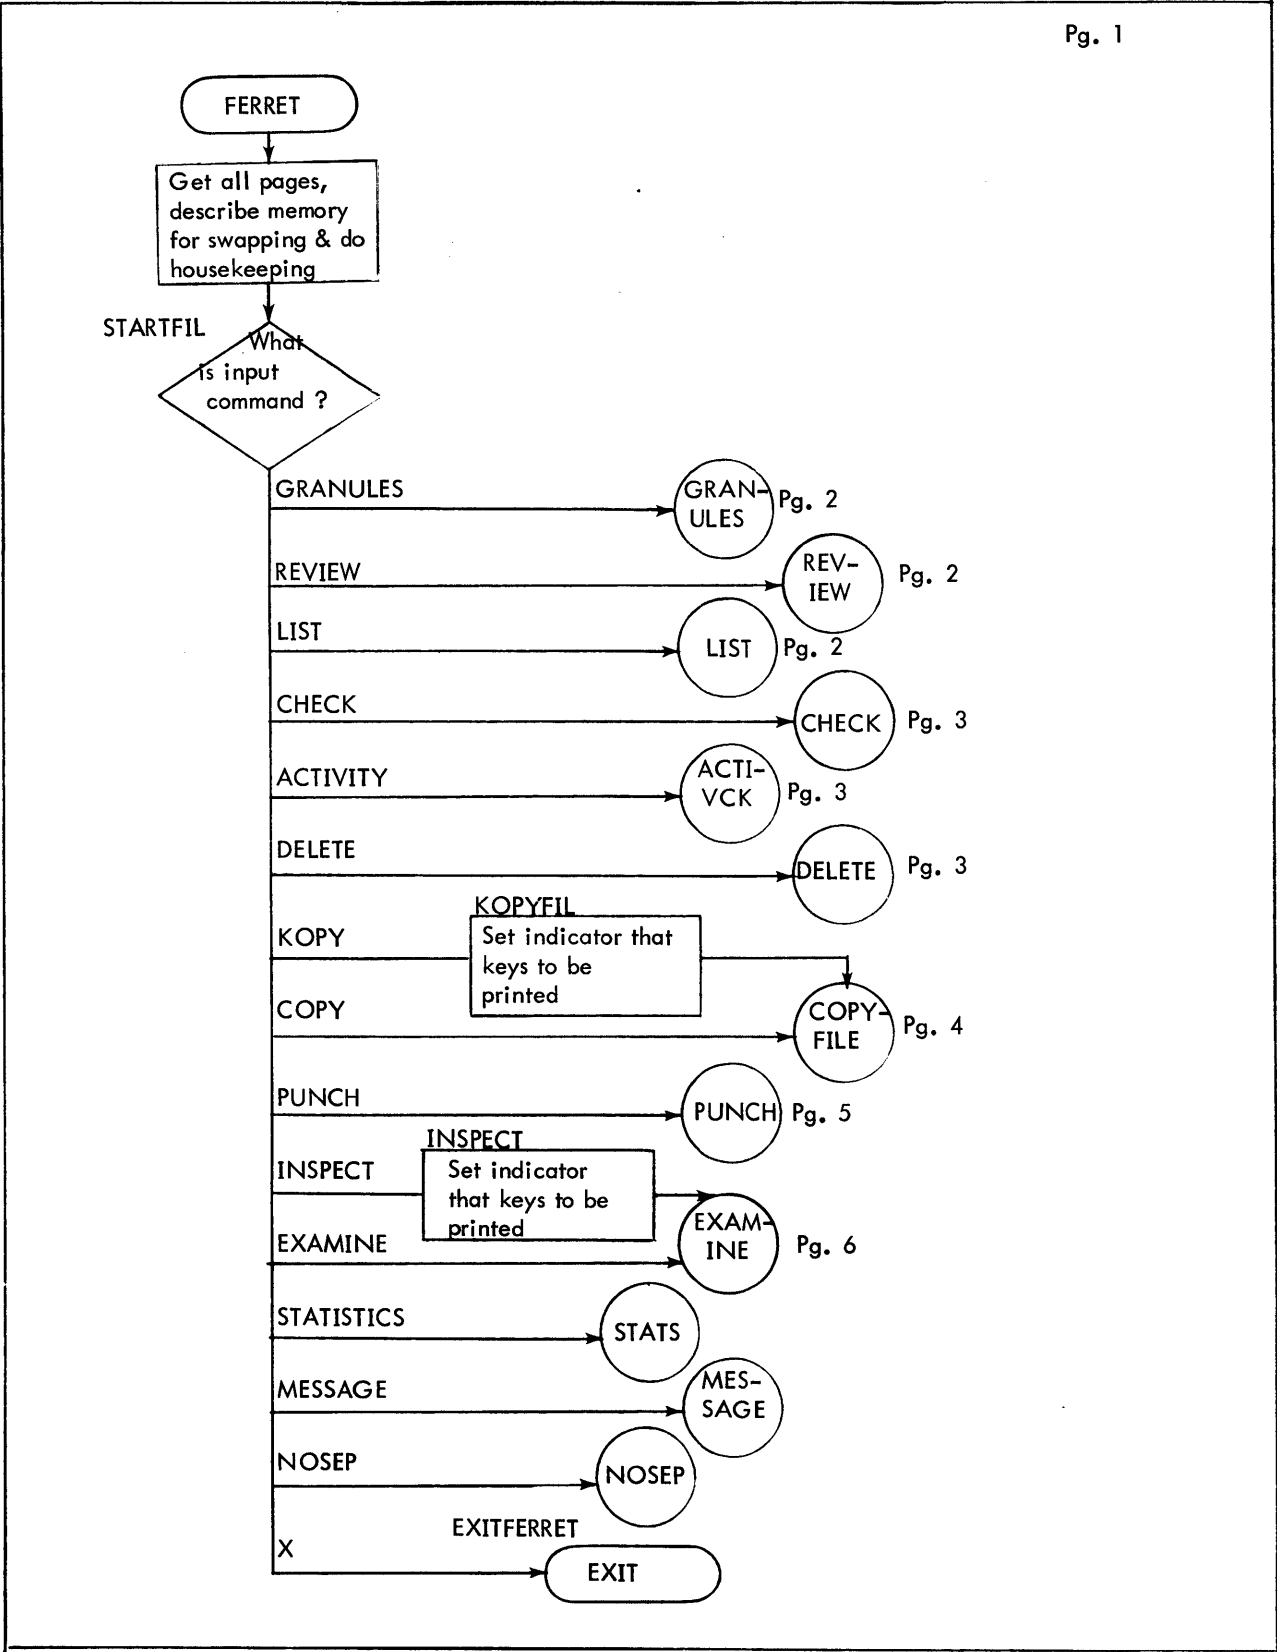 Pg. 1
FERRET
Get all pages,
describe memory
for swapping & do
housekeeping
STARTFIL
What
is input
command ?
GRANULES
GRAN-
ULES
Pg. 2
REVIEW
REV-
IEW
Pg. 2
LIST
LIST
Pg. 2
CHECK
CHECK
Pg. 3
ACTIVITY
ACTI-
VCK
Pg. 3
DELETE
DELETE
Pg. 3
KOPY
KOPYFIL
Set indicator that
keys to be
printed
COPY
COPY-
FILE
Pg. 4
PUNCH
PUNCH
Pg. 5
INSPECT
INSPECT
Set indicator
that keys to be
printed
EXAMINE
EXAM-
INE
Pg. 6
STATISTICS
STATS
MESSAGE
MES-
SAGE
NOSEP
NOSEP
X
EXITFERRET
EXIT